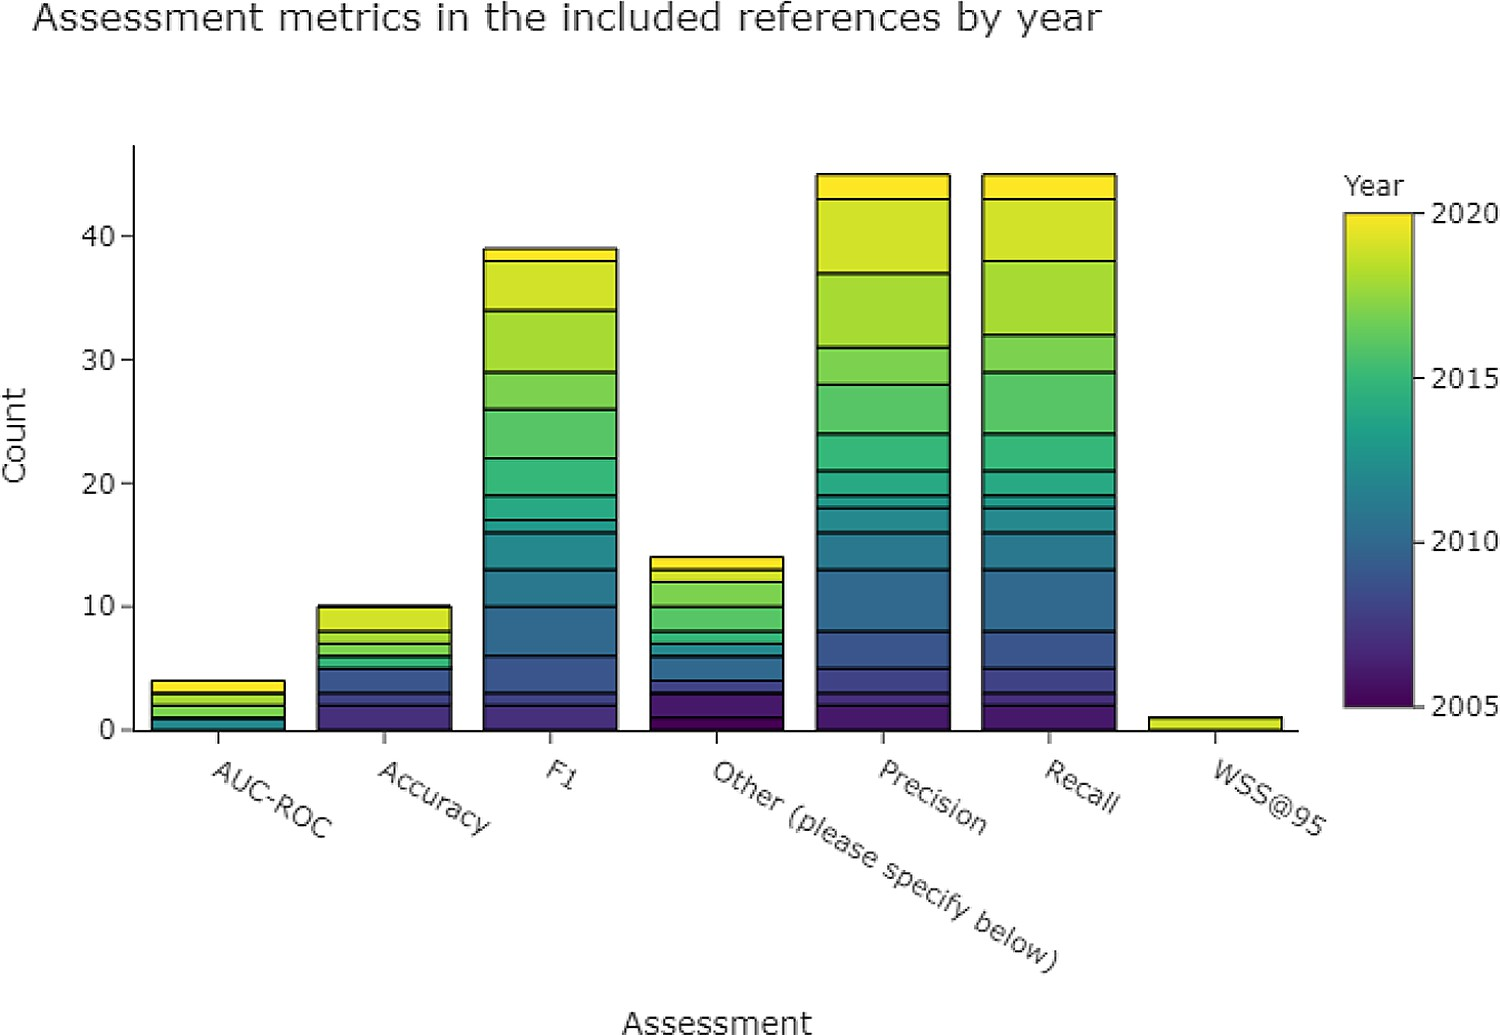 Assessment metrics in the included references by year
Year
2020
2015
2010
2005
Count
40
30
20
10
0
AUC-ROC
Accuracy
F1
Other (please specify below)
Precision
Recall
WSS@95
Assessment